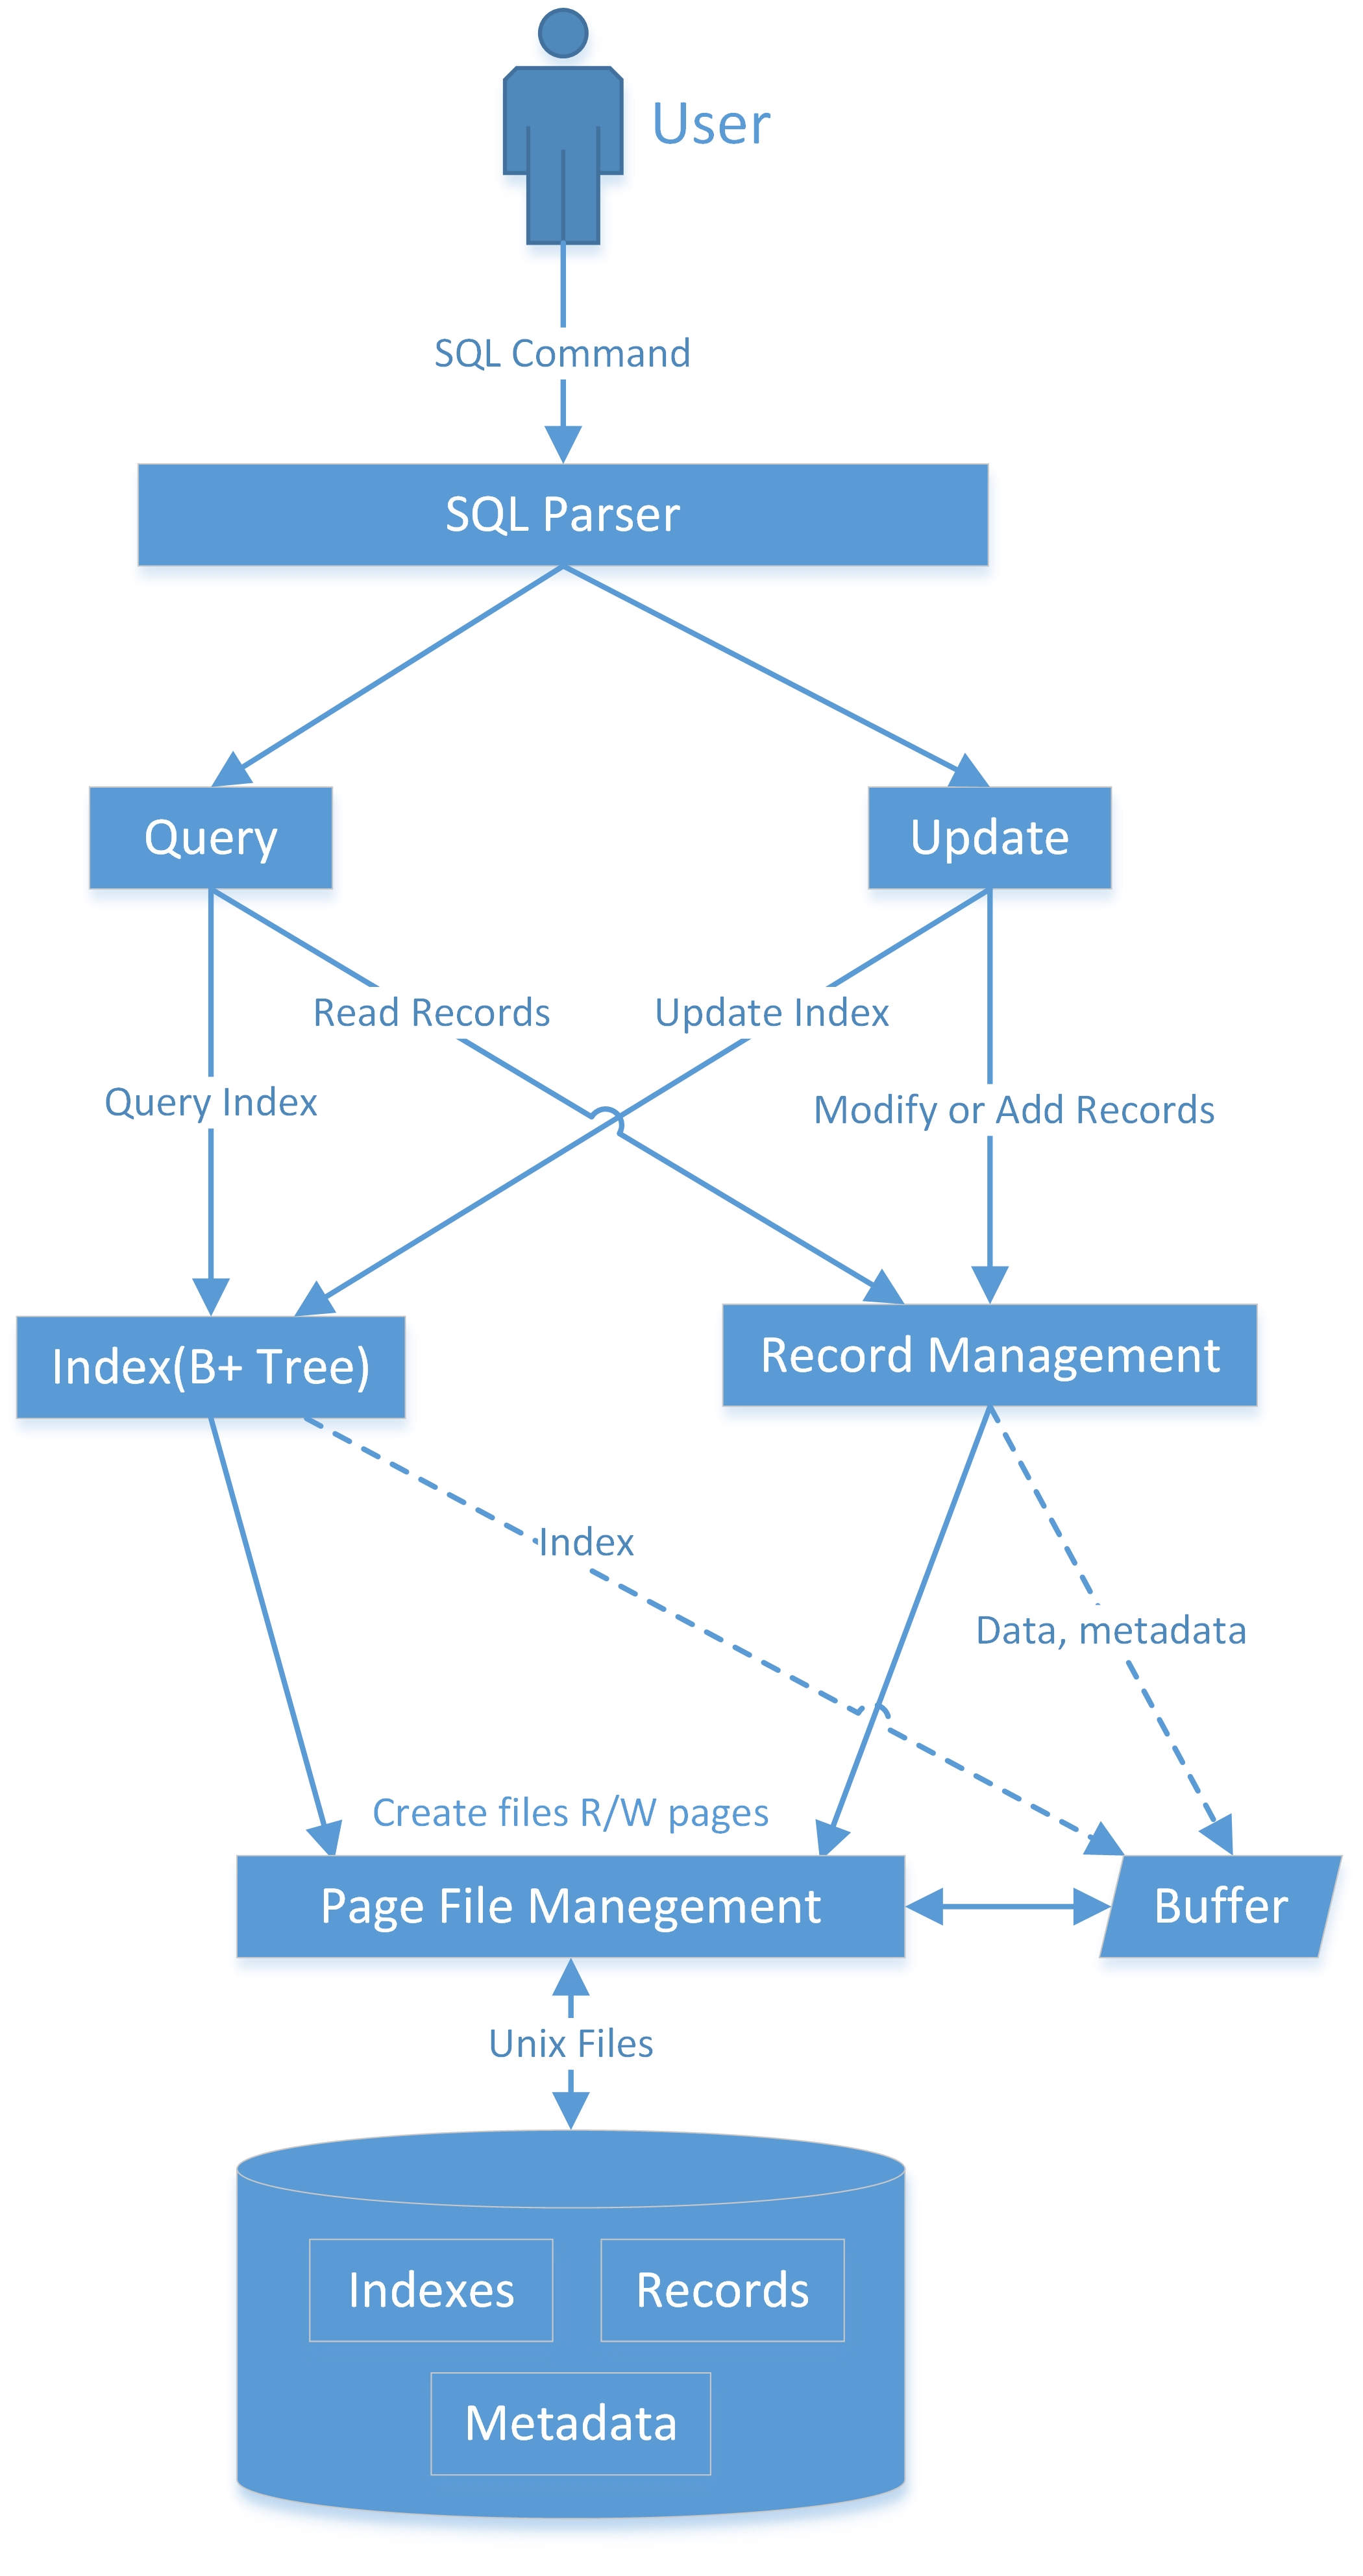 User
SQL Command
SQL Parser
Query
Update
Read Records
Update Index
Query Index
Modify or Add Records
Index(B+ Tree)
Record Management
Index
Data, metadata
Create files R/W pages
Page File Manegement
Buffer
Unix Files
Indexes
Records
Metadata